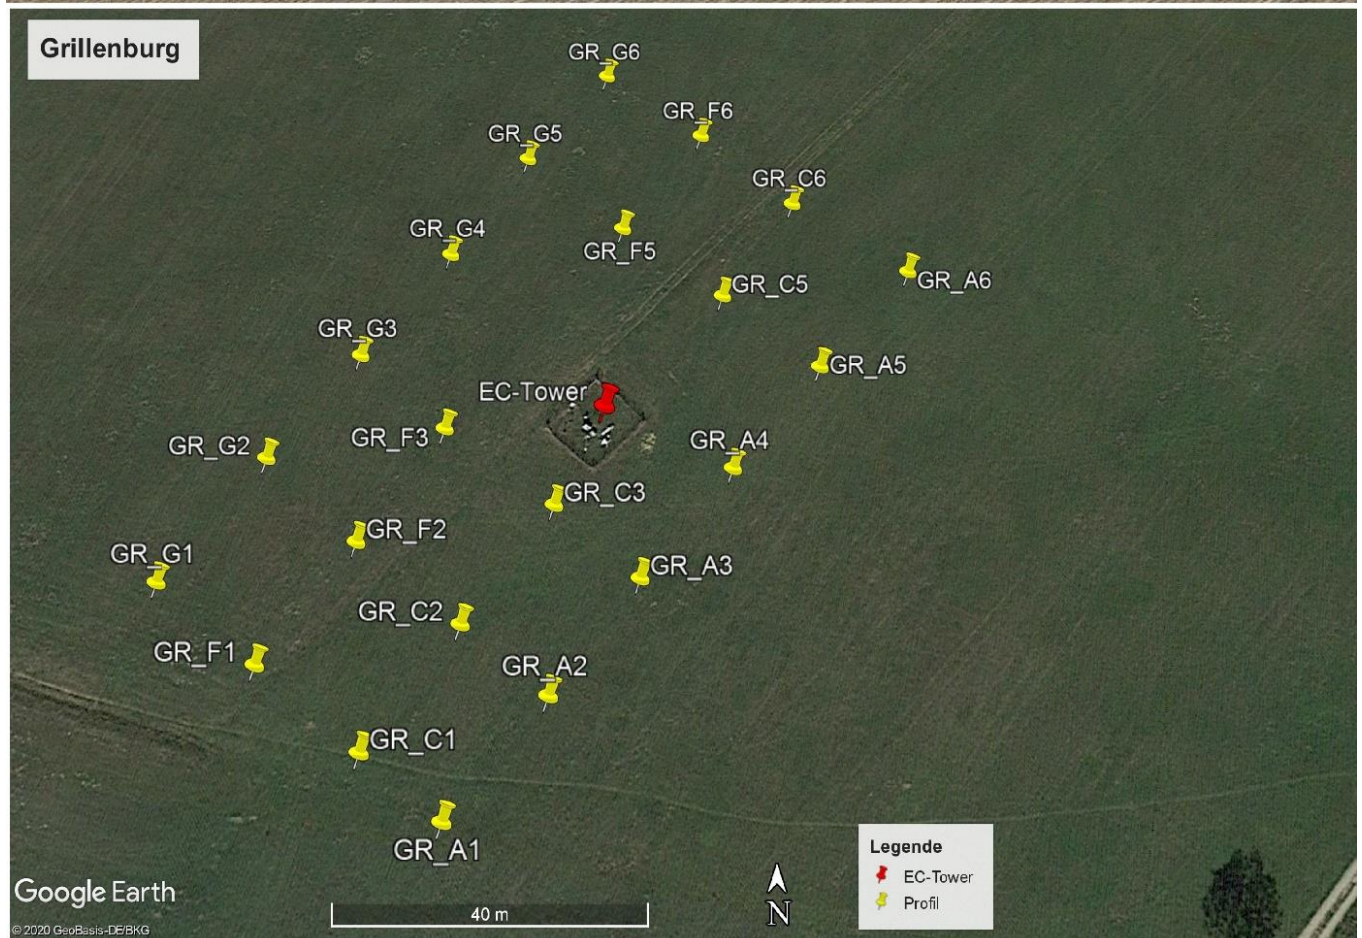 Grillenburg
GR_G6
GR_F6
GR_G5
GR_C6
GR_G4
GR_F5
GR_A6
GR_C5
GR_G3
GR_A5
EC-Tower
GR_F3
GR_A4
GR_G2
GR_C3
GR_F2
GR_G1
GR_A3
GR_C2
GR_F1
GR_A2
GR_C1
GR_A1
Legende
EC-Tower
Profil
Google Earth
40 m
N
© 2020 GeoBasis-DE/BKG